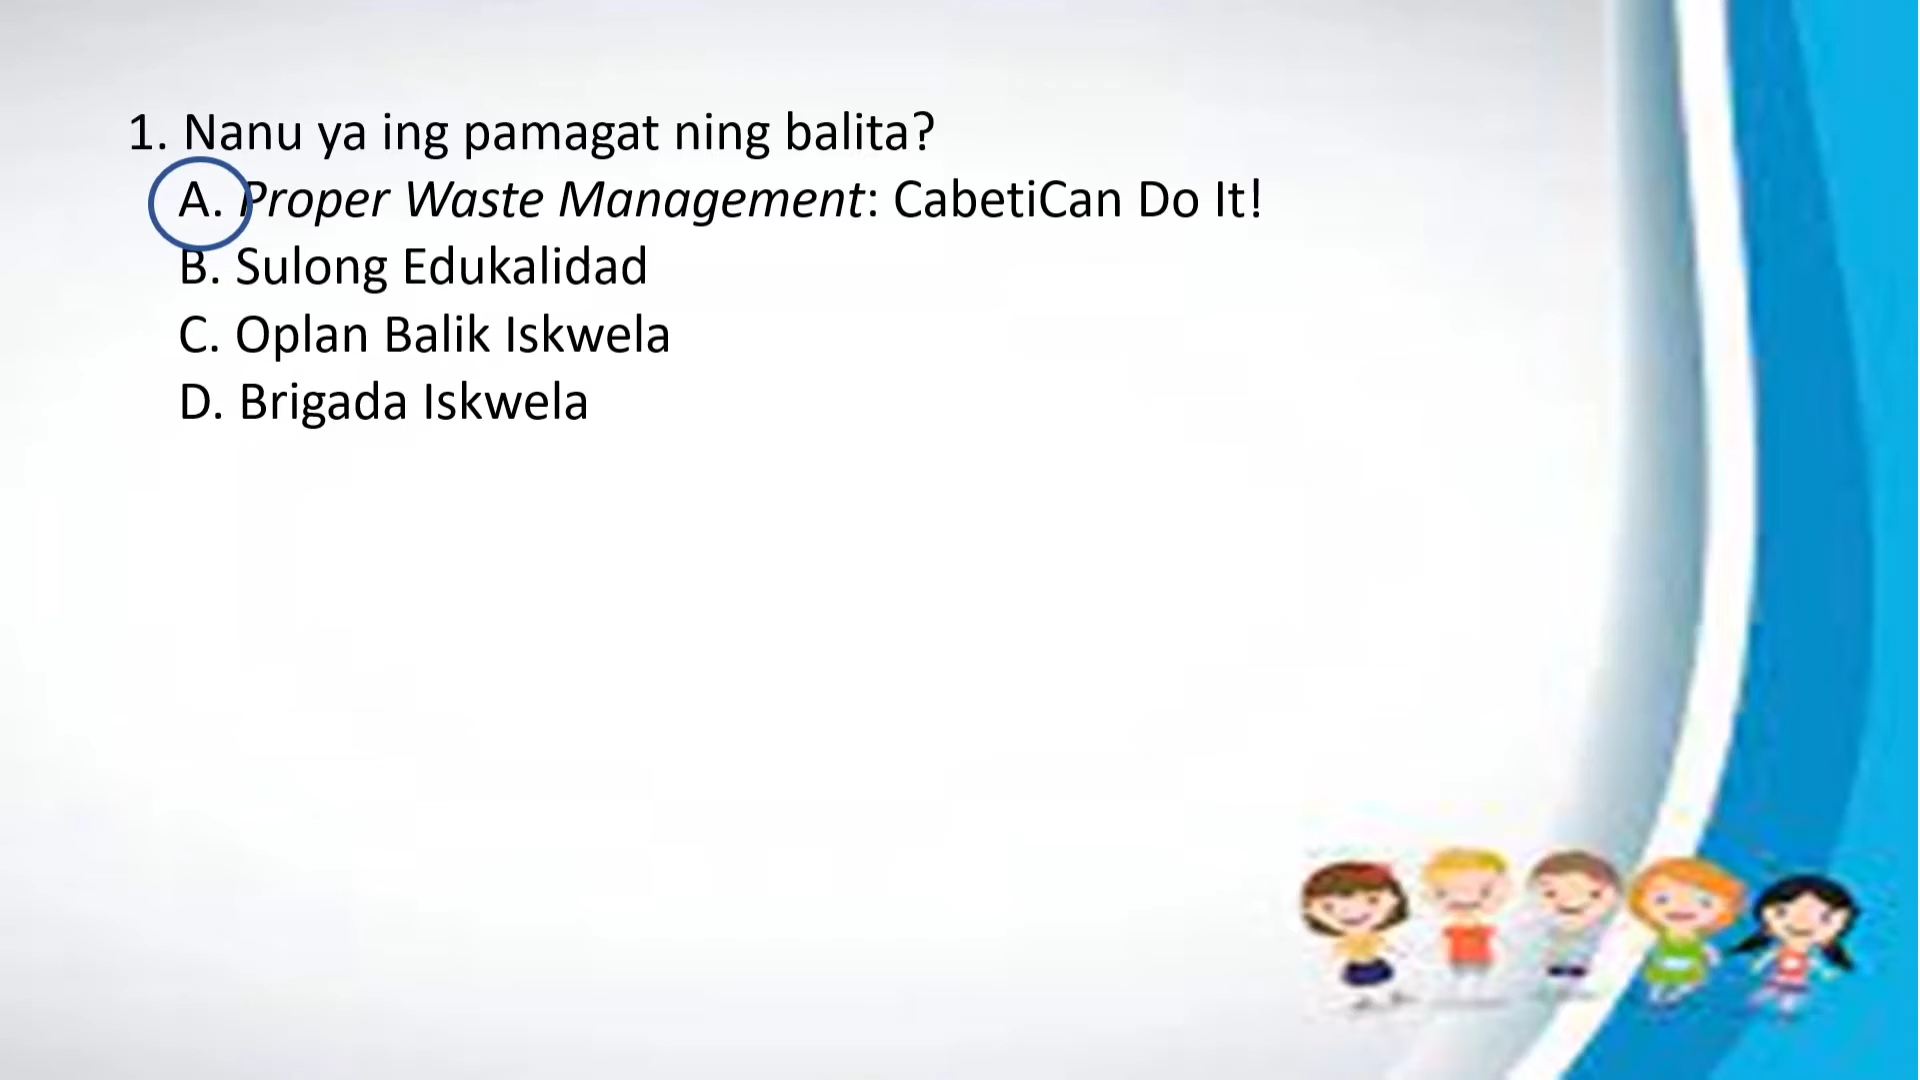 1. Nanu ya ing pamagat ning balita?
A. Proper Waste Management: CabetiCan Do It!
B. Sulong Edukalidad
C. Oplan Balik Iskwela
D. Brigada Iskwela